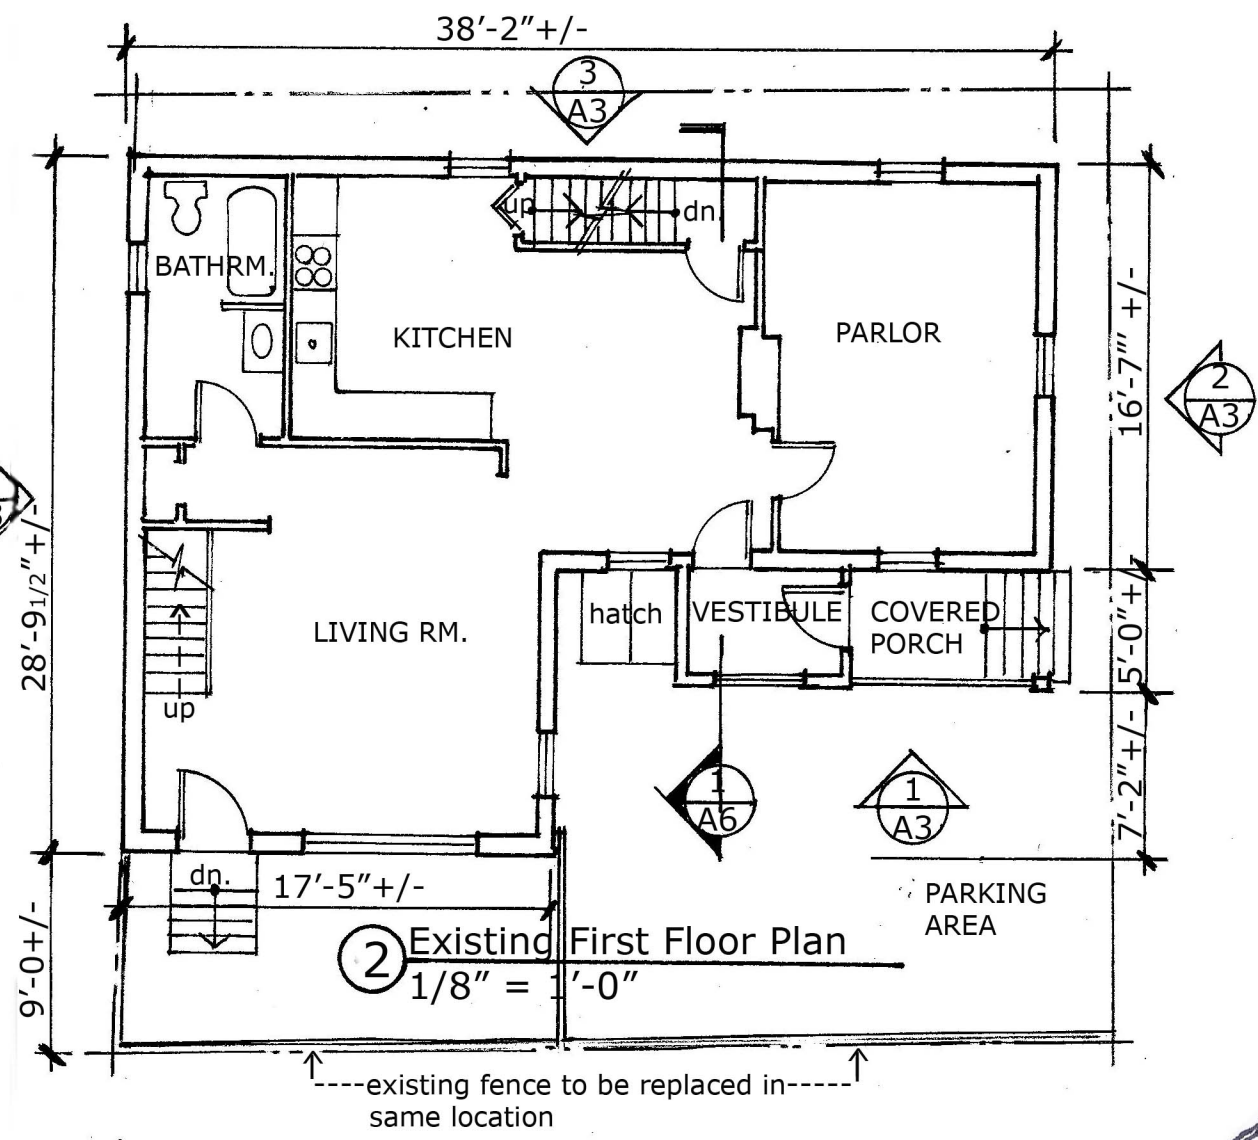 38'-2"+/-
3
A3
up
dn.
BATHRM.
KITCHEN
PARLOR
16'-7"' +/-
2
A3
28'-9 1/2"+/-
hatch
VESTIBULE
COVERED
PORCH
LIVING RM.
5'-0"+/-
up
7'-2"+/-
1
A6
1
A3
dn.
17'-5"+/-
PARKING
AREA
9'-0+/-
2
Existing First Floor Plan
1/8" = 1'-0"
----existing fence to be replaced in-----
same location